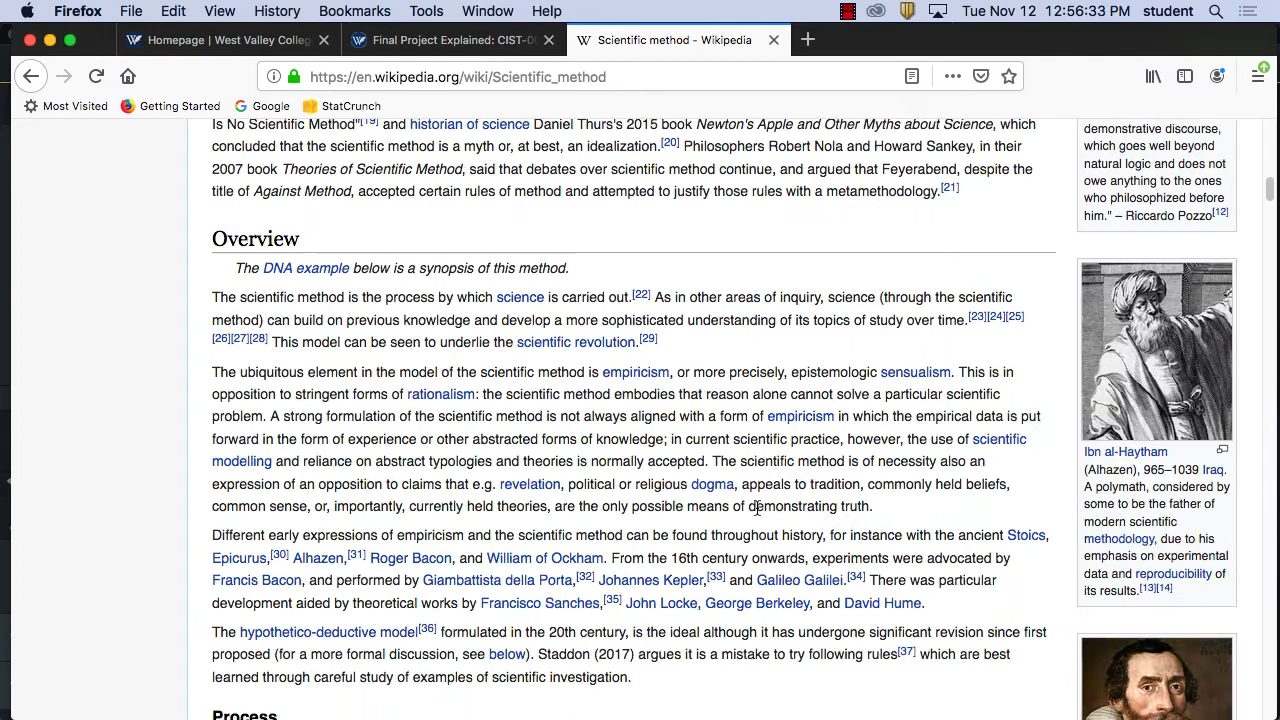 Firefox File Edit View History Bookmarks Tools Window Help Tue Nov 12 12:56:33 PM student
Homepage | West Valley Colleg Final Project Explained: CIST-0 Scientific method - Wikipedia
https://en.wikipedia.org/wiki/Scientific_method
Most Visited Getting Started Google StatCrunch
Is No Scientific Method"[19] and historian of science Daniel Thurs's 2015 book Newton's Apple and Other Myths about Science, which
concluded that the scientific method is a myth or, at best, an idealization.[20] Philosophers Robert Nola and Howard Sankey, in their
2007 book Theories of Scientific Method, said that debates over scientific method continue, and argued that Feyerabend, despite the
title of Against Method, accepted certain rules of method and attempted to justify those rules with a metamethodology.[21]
Overview
The DNA example below is a synopsis of this method.
The scientific method is the process by which science is carried out.[22] As in other areas of inquiry, science (through the scientific
method) can build on previous knowledge and develop a more sophisticated understanding of its topics of study over time.[23][24][25]
[26][27][28] This model can be seen to underlie the scientific revolution.[29]
The ubiquitous element in the model of the scientific method is empiricism, or more precisely, epistemologic sensualism. This is in
opposition to stringent forms of rationalism: the scientific method embodies that reason alone cannot solve a particular scientific
problem. A strong formulation of the scientific method is not always aligned with a form of empiricism in which the empirical data is put
forward in the form of experience or other abstracted forms of knowledge; in current scientific practice, however, the use of scientific
modelling and reliance on abstract typologies and theories is normally accepted. The scientific method is of necessity also an
expression of an opposition to claims that e.g. revelation, political or religious dogma, appeals to tradition, commonly held beliefs,
common sense, or, importantly, currently held theories, are the only possible means of demonstrating truth.
Different early expressions of empiricism and the scientific method can be found throughout history, for instance with the ancient Stoics,
Epicurus,[30] Alhazen,[31] Roger Bacon, and William of Ockham. From the 16th century onwards, experiments were advocated by
Francis Bacon, and performed by Giambattista della Porta,[32] Johannes Kepler,[33] and Galileo Galilei.[34] There was particular
development aided by theoretical works by Francisco Sanches,[35] John Locke, George Berkeley, and David Hume.
The hypothetico-deductive model[36] formulated in the 20th century, is the ideal although it has undergone significant revision since first
proposed (for a more formal discussion, see below). Staddon (2017) argues it is a mistake to try following rules[37] which are best
learned through careful study of examples of scientific investigation.
Process
demonstrative discourse,
which goes well beyond
natural logic and does not
owe anything to the ones
who philosophized before
him." – Riccardo Pozzo[12]
Ibn al-Haytham
(Alhazen), 965–1039 Iraq.
A polymath, considered by
some to be the father of
modern scientific
methodology, due to his
emphasis on experimental
data and reproducibility of
its results.[13][14]